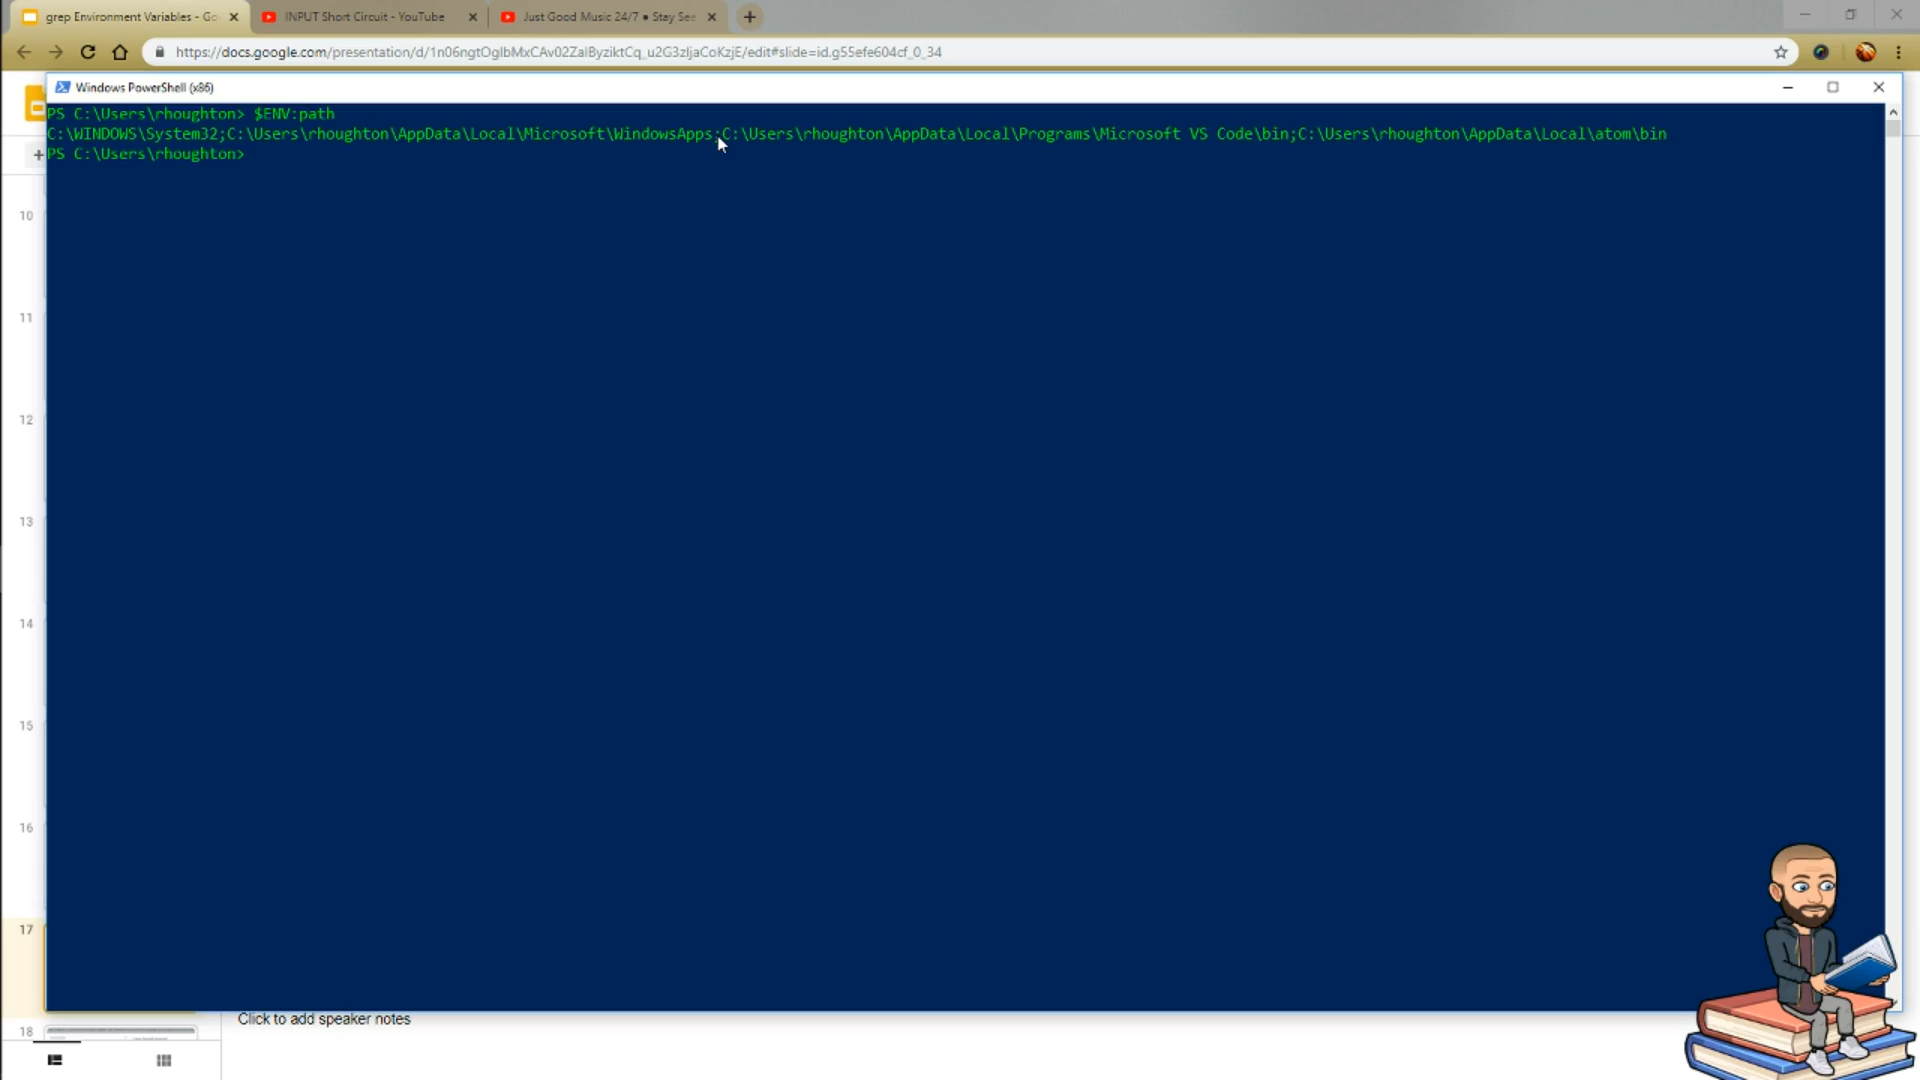 grep Environment Variables - Go
INPUT Short Circuit - YouTube
Just Good Music 24/7 ● Stay See
https://docs.google.com/presentation/d/1n06ngtOglbMxCAv02ZalByziktCq_u2G3zIjaCoKzjE/edit#slide=id.g55efe604cf_0_34
Windows PowerShell (x86)
PS C:\Users\rhoughton> $ENV:path
C:\WINDOWS\System32;C:\Users\rhoughton\AppData\Local\Microsoft\WindowsApps;C:\Users\rhoughton\AppData\Local\Programs\Microsoft VS Code\bin;C:\Users\rhoughton\AppData\Local\atom\bin
PS C:\Users\rhoughton>
10
11
12
13
14
15
16
17
18
Click to add speaker notes